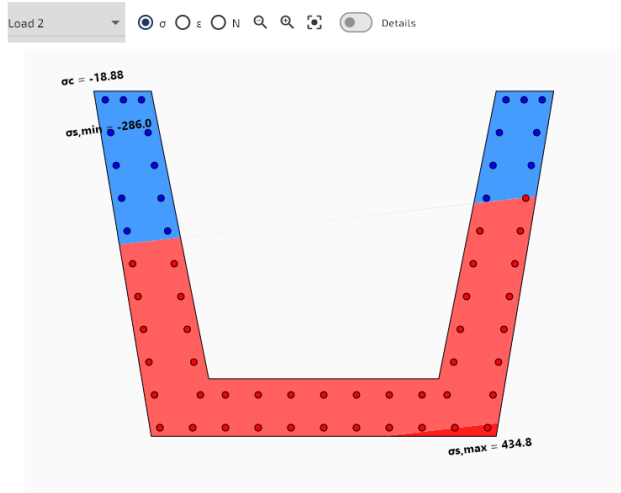 Load 2 σ ε N Details
σc = -18.88
σs,min = -286.0
σs,max = 434.8